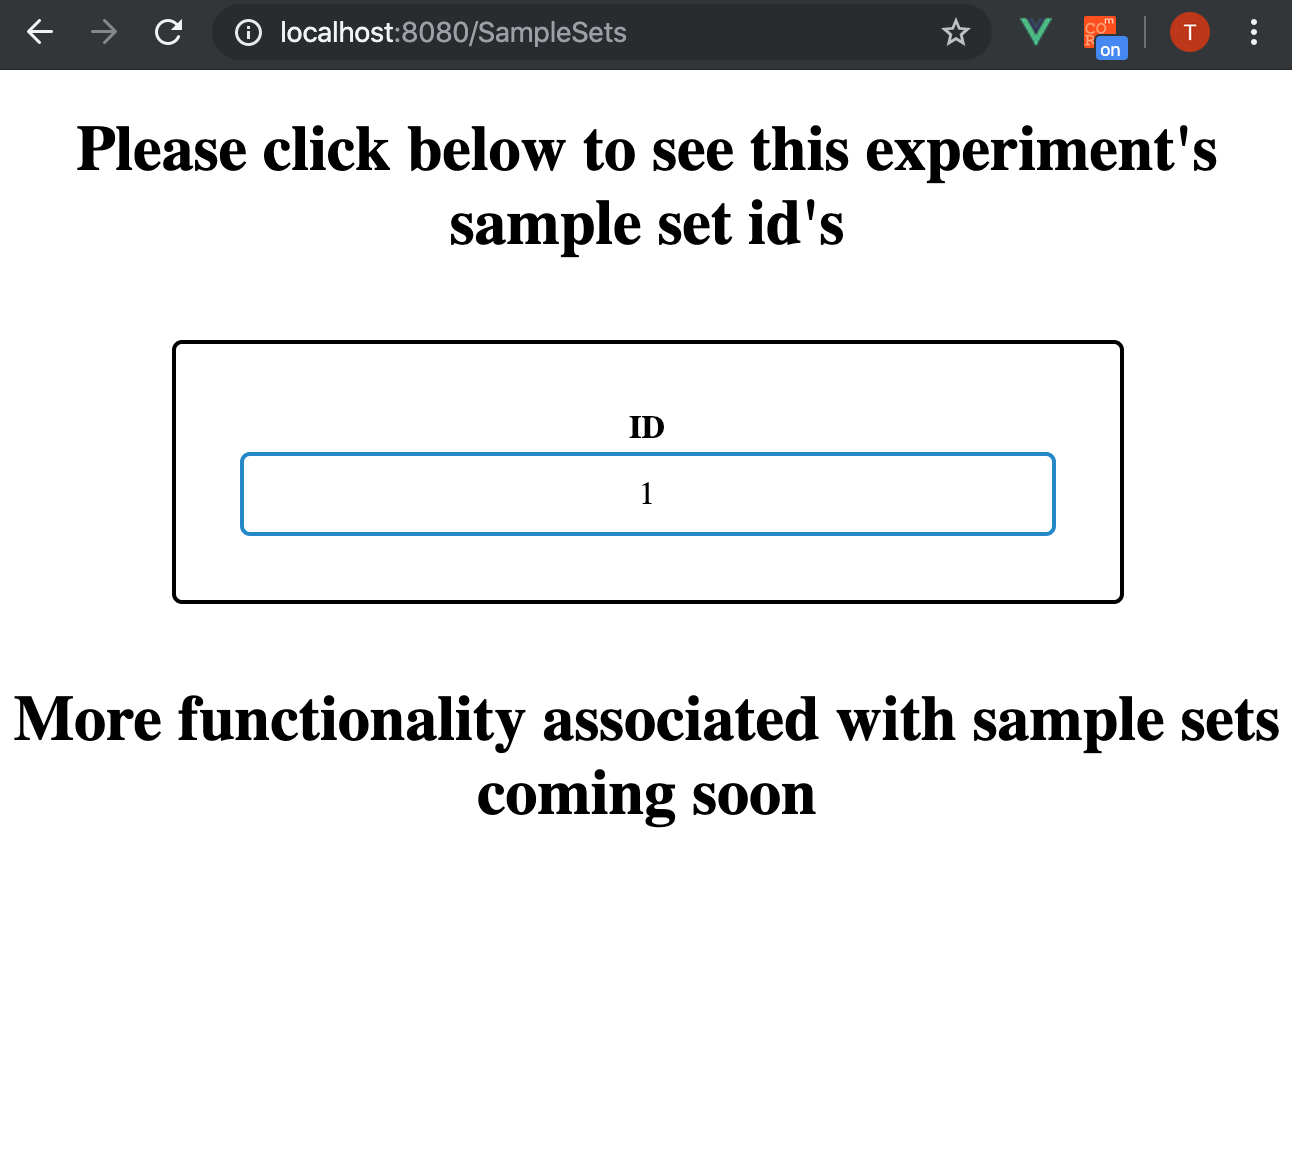 localhost:8080/SampleSets
COR
m
on
T
Please click below to see this experiment's
sample set id's
ID
1
More functionality associated with sample sets
coming soon